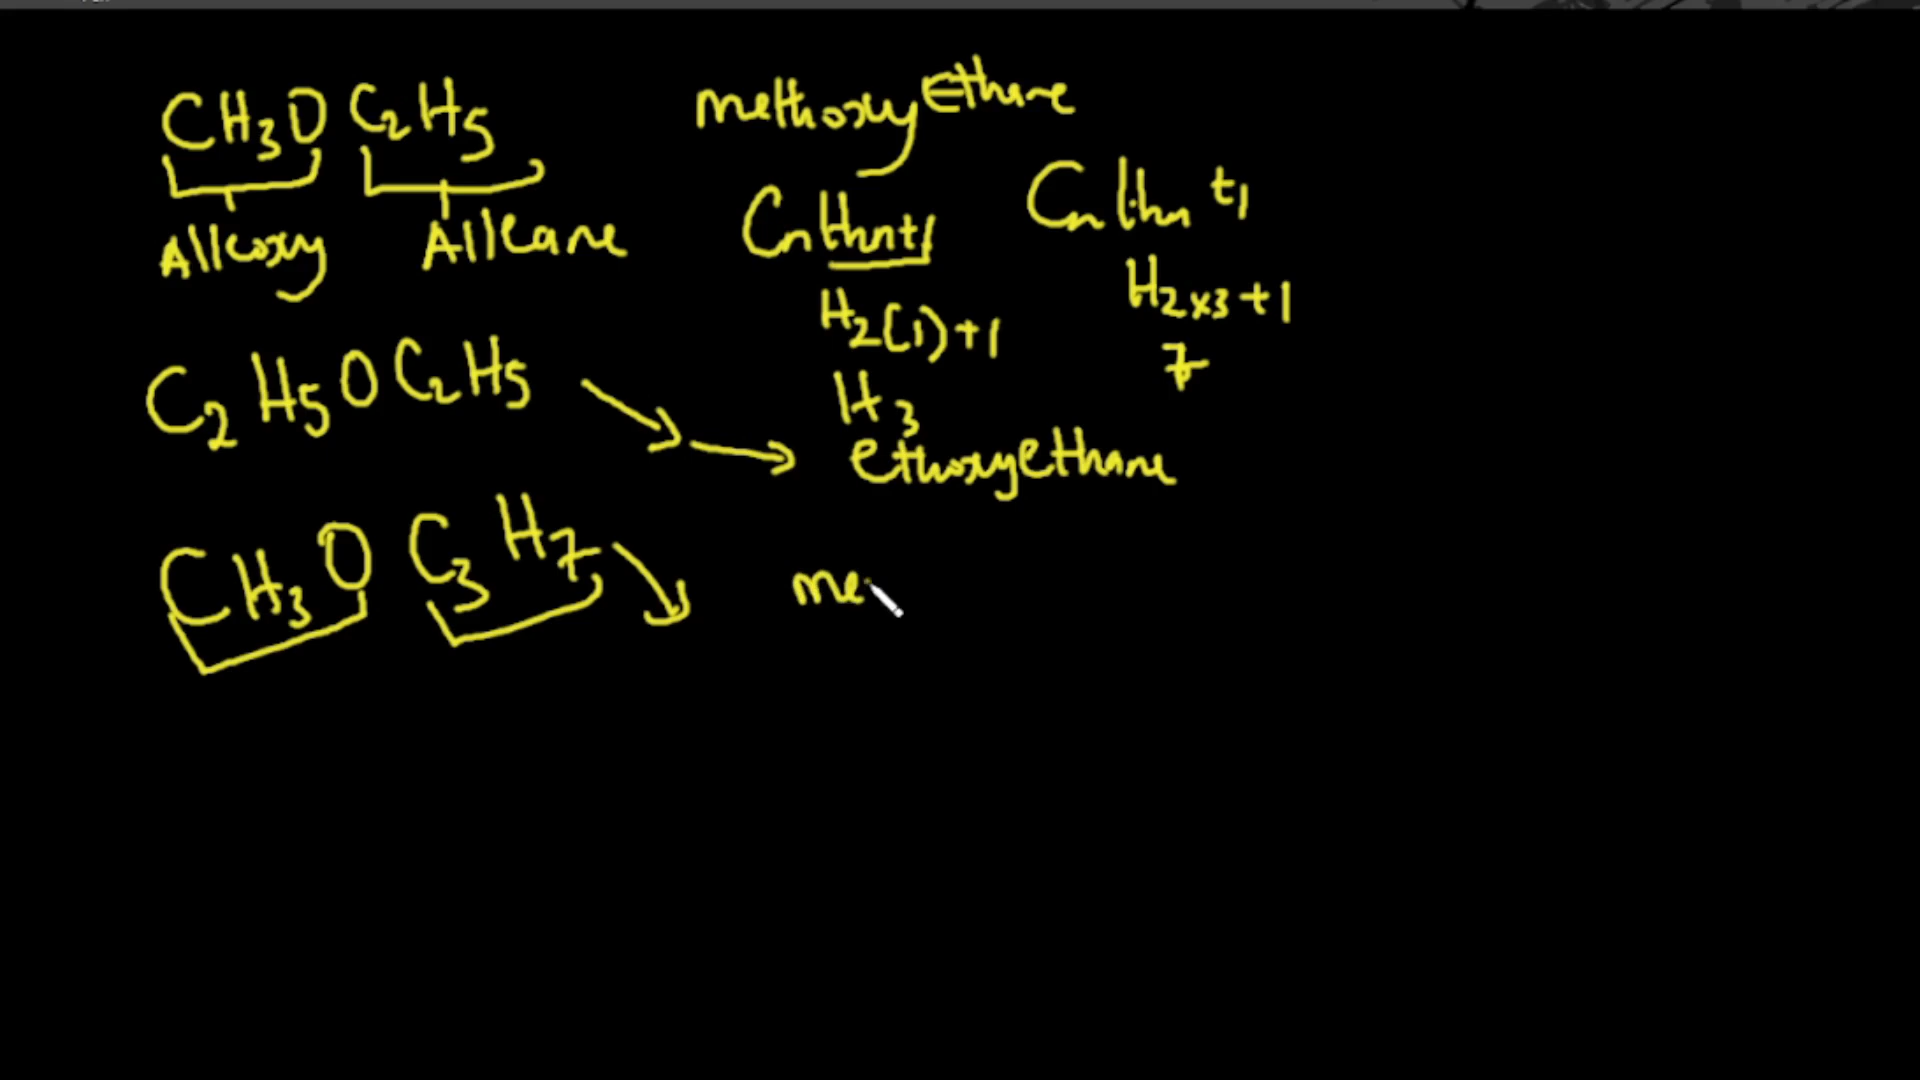 CH3O C2H5 methoxyEthane
Alkoxy Alkane CnH2n+1 CnH2n+1
H2(1)+1 H2x3+1
H3 7
C2H5OC2H5 ethoxyethane
CH3O C3H7 me